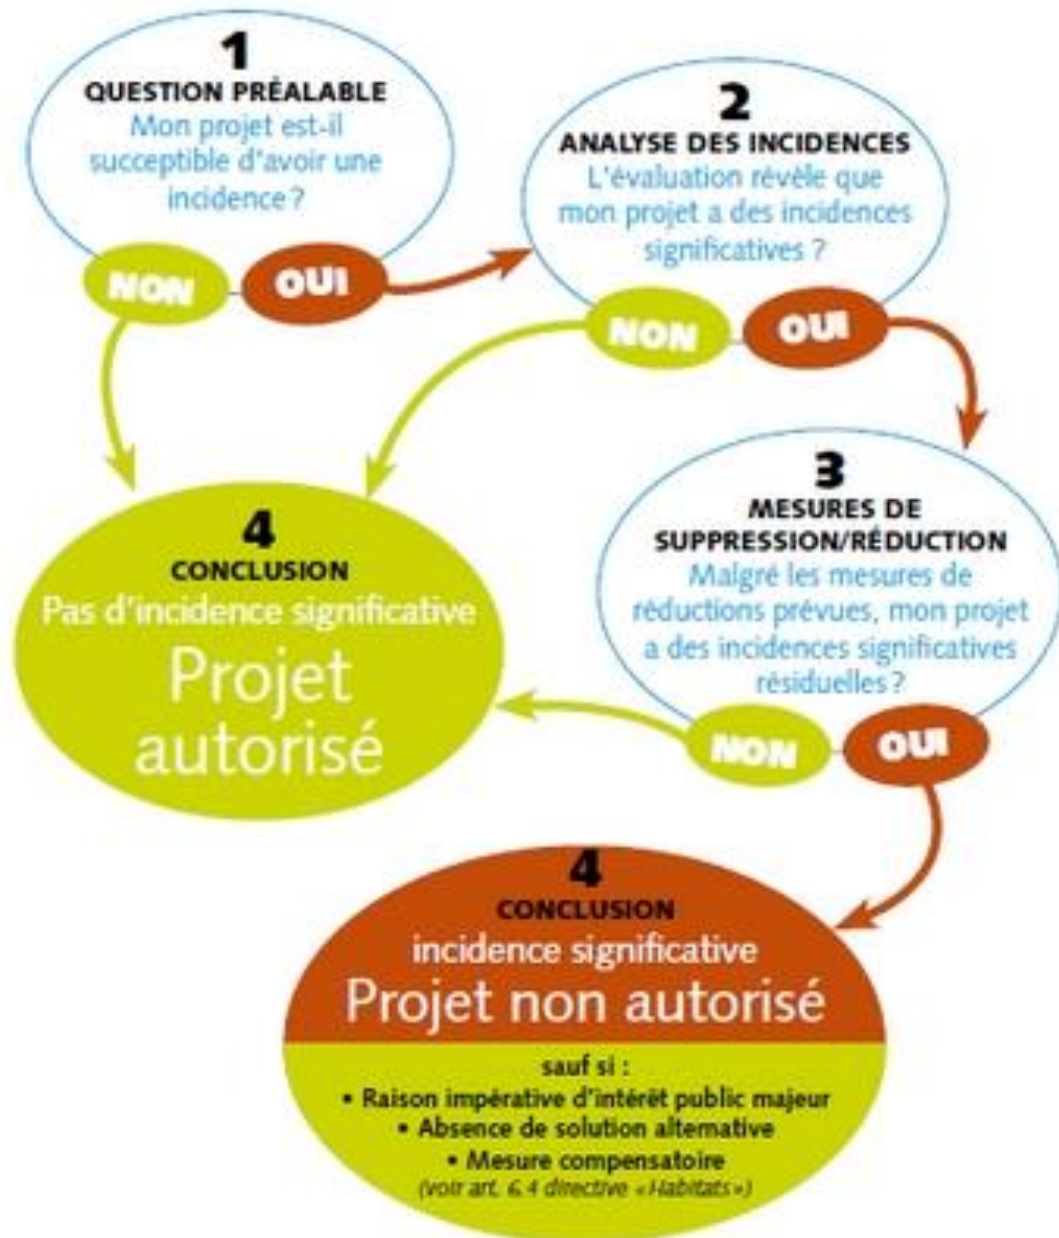 1
QUESTION PRÉALABLE
Mon projet est-il
succeptible d'avoir une
incidence ?
NON
OUI
2
ANALYSE DES INCIDENCES
L'évaluation révèle que
mon projet a des incidences
significatives ?
NON
OUI
3
MESURES DE
SUPPRESSION/RÉDUCTION
Malgré les mesures de
réductions prévues, mon projet
a des incidences significatives
résiduelles ?
NON
OUI
4
CONCLUSION
Pas d'incidence significative
Projet
autorisé
4
CONCLUSION
incidence significative
Projet non autorisé
sauf si :
• Raison impérative d'intérêt public majeur
• Absence de solution alternative
• Mesure compensatoire
(voir art. 6.4 directive «Habitats»)